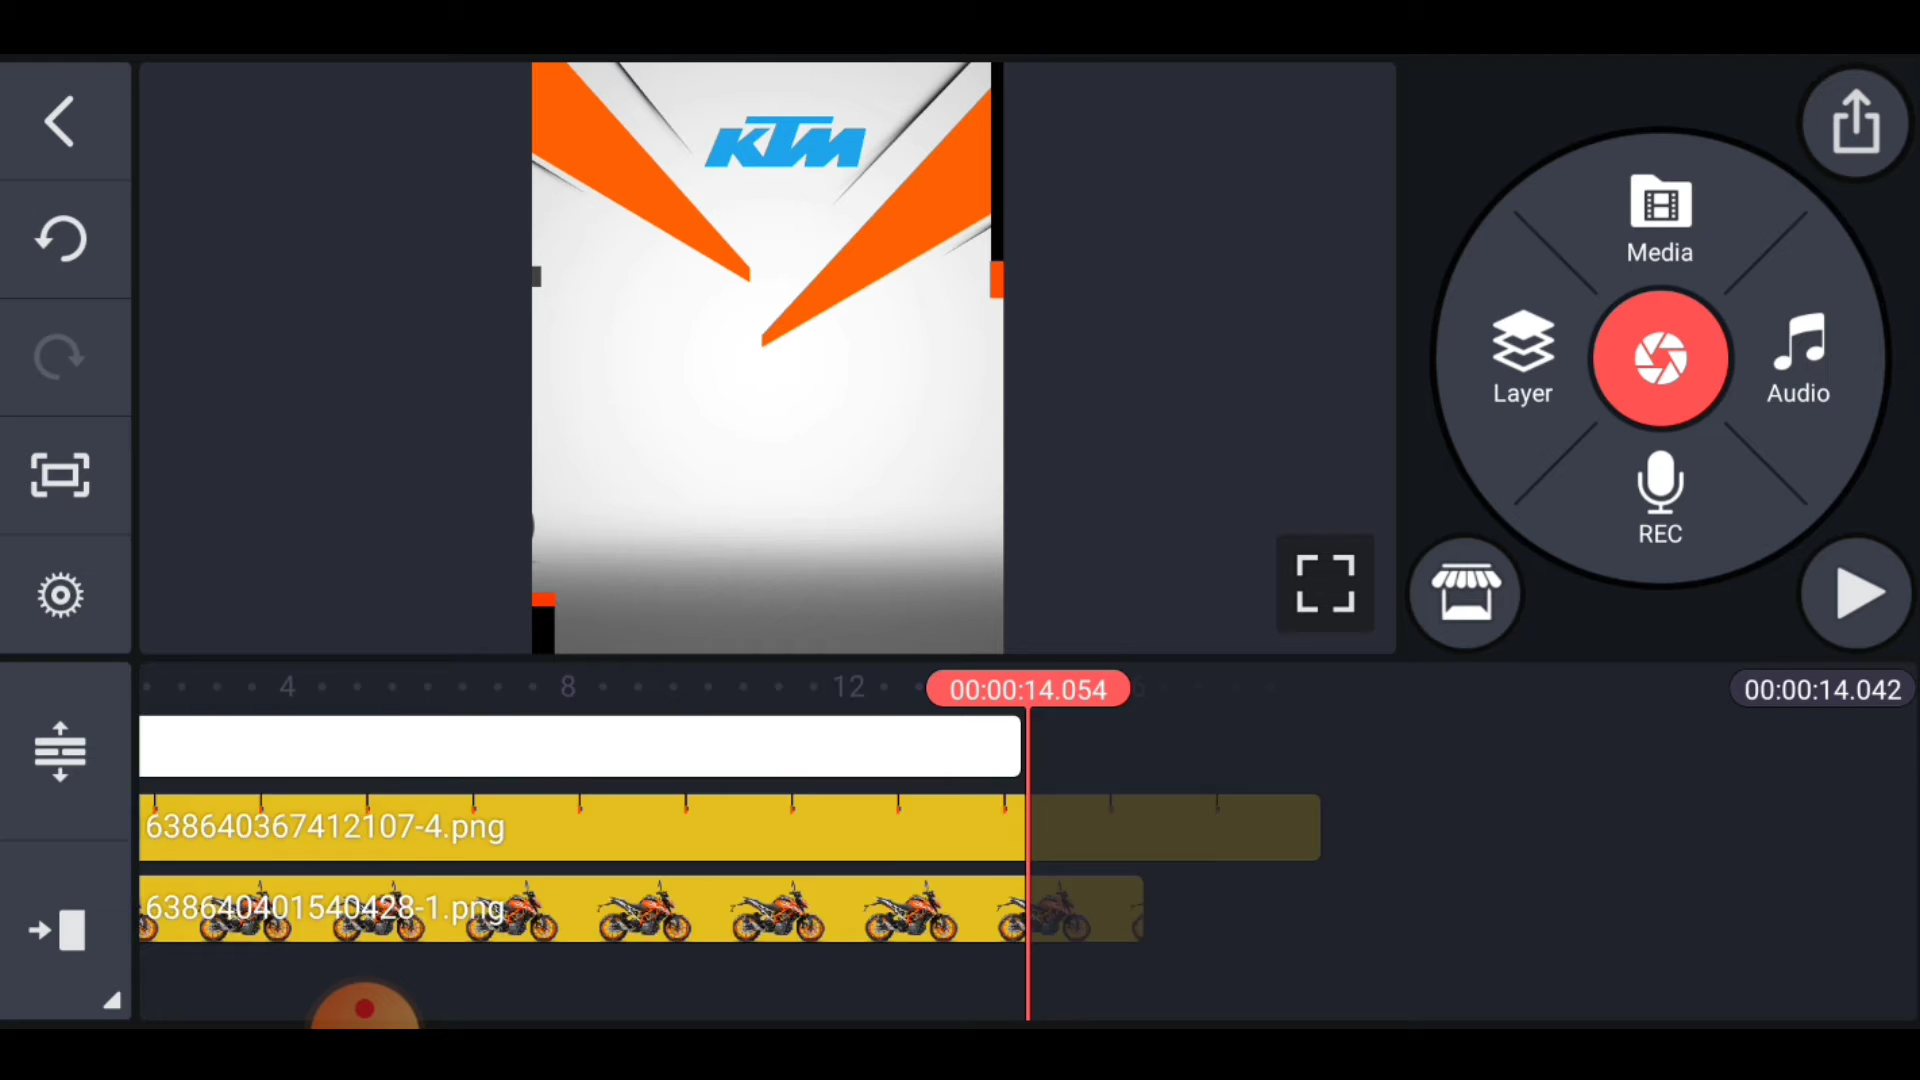 KTM
Media
Layer
Audio
REC
4
8
12
00:00:14.054
6
00:00:14.042
638640367412107-4.png
638640401540428-1.png